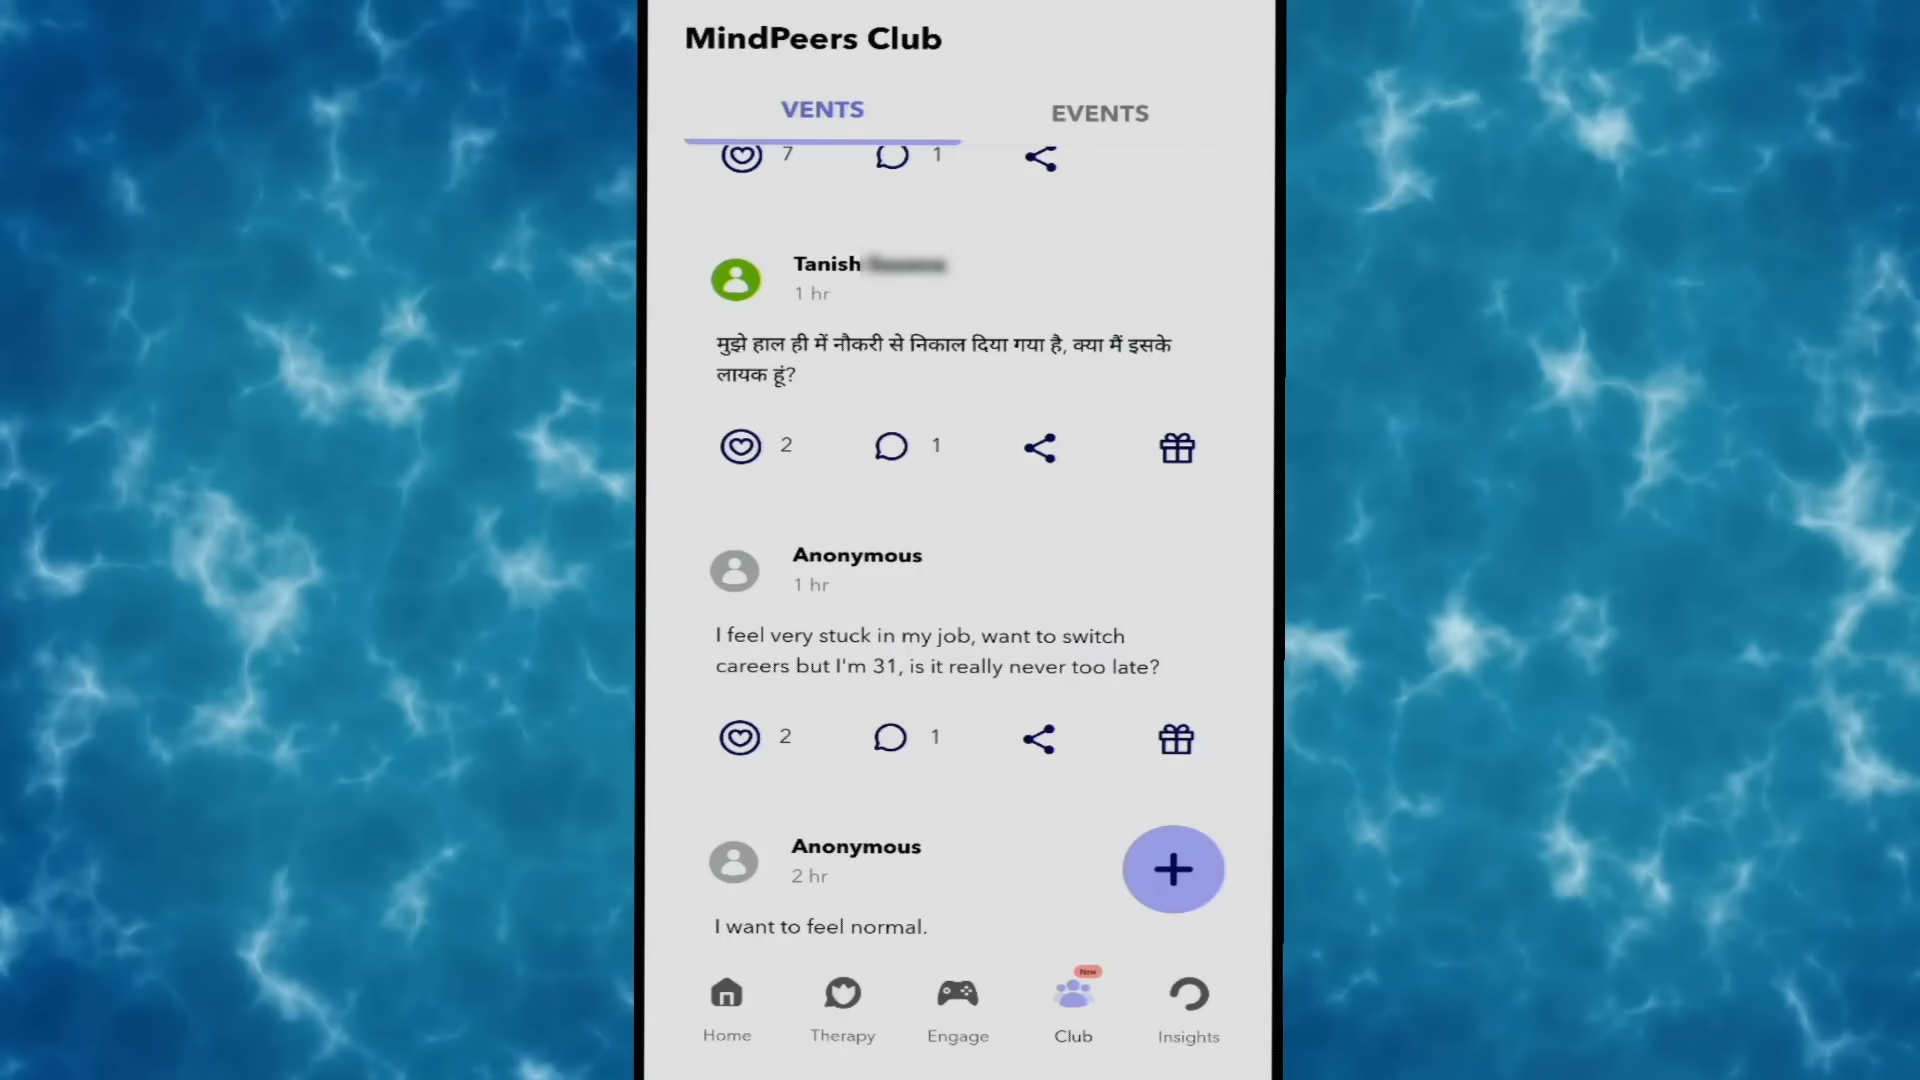 MindPeers Club
VENTS
EVENTS
7
1
Tanish
1 hr
मुझे हाल ही में नौकरी से निकाल दिया गया है, क्या मैं इसके
लायक हूं?
2
1
Anonymous
1 hr
I feel very stuck in my job, want to switch
careers but I'm 31, is it really never too late?
2
1
Anonymous
2 hr
I want to feel normal.
New
Home
Therapy
Engage
Club
Insights